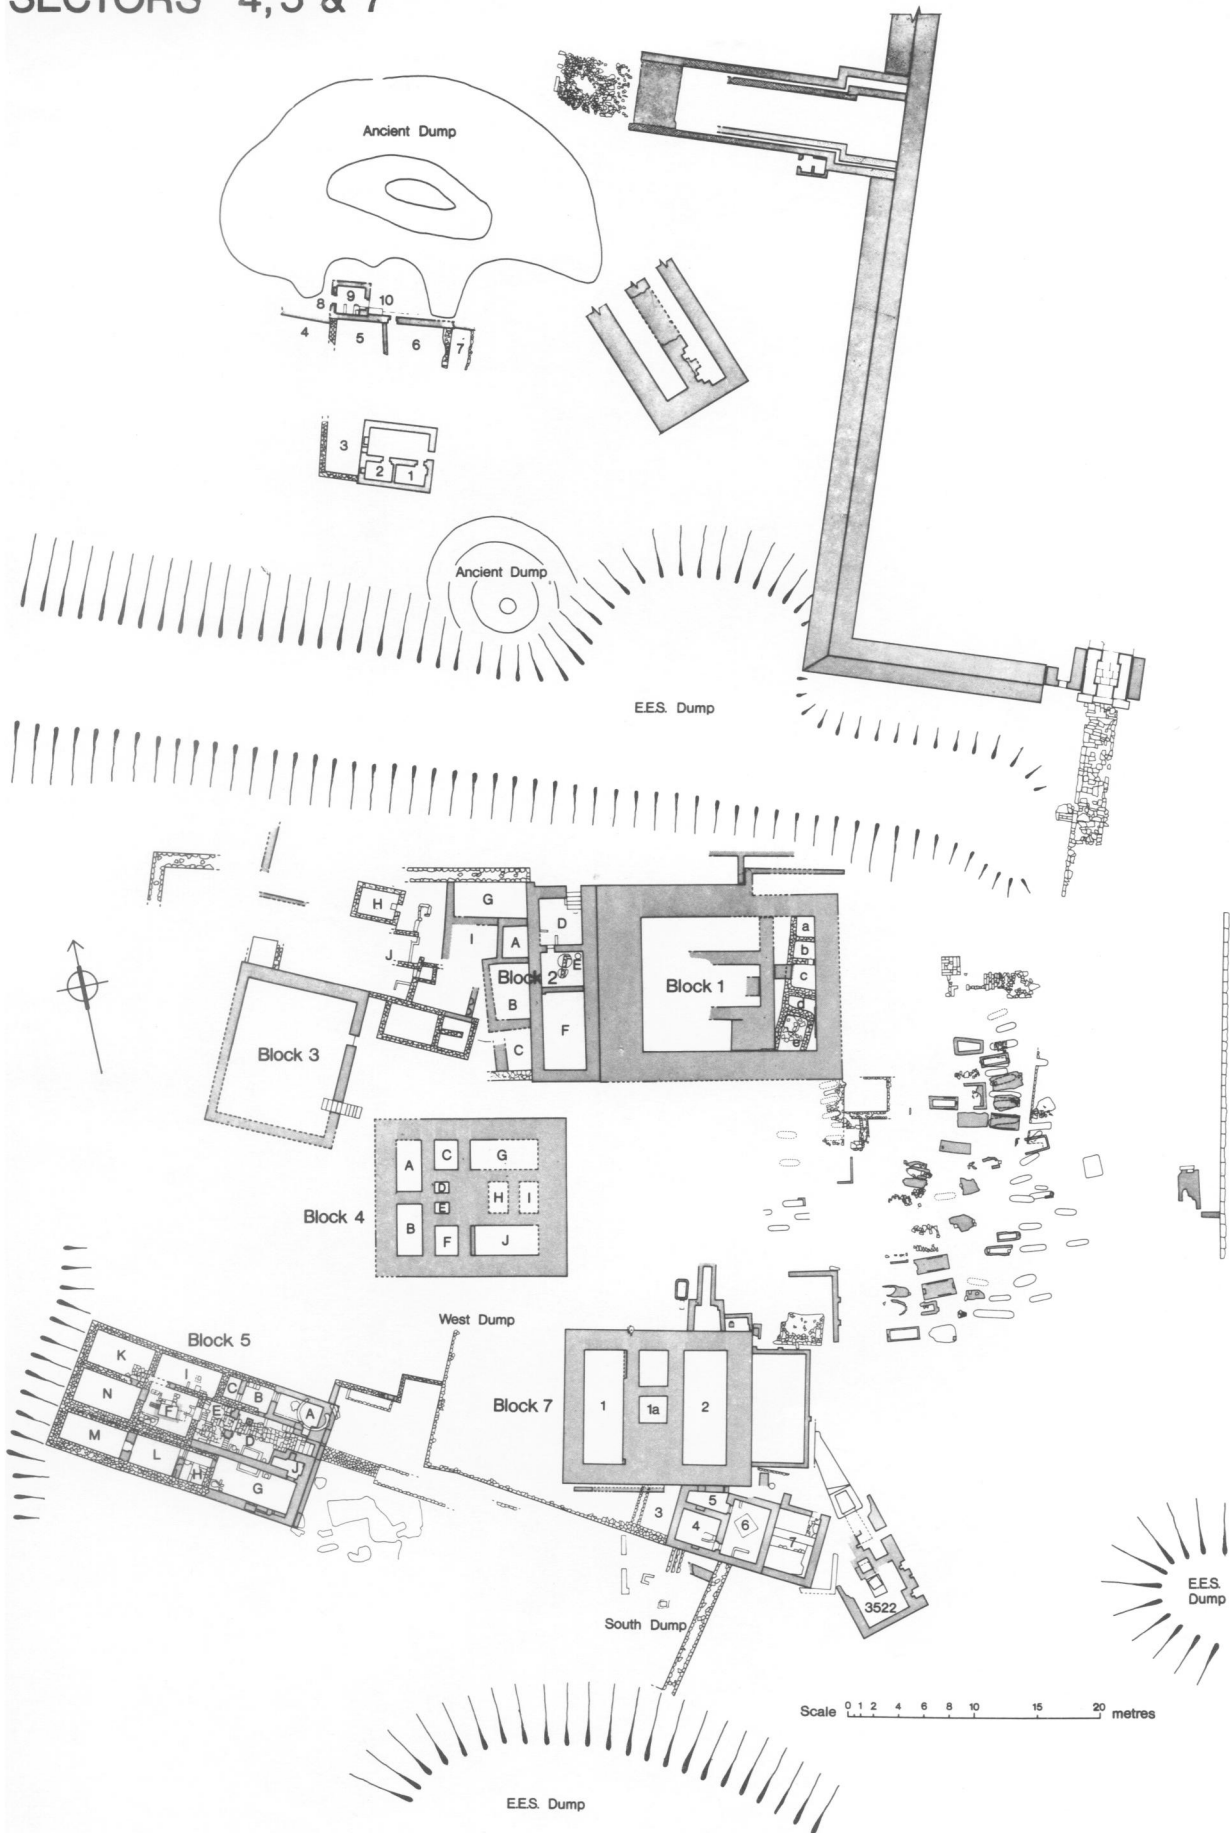 SECTORS 4, 5 & 7
Ancient Dump
9
8
10
4
5
6
7
3
2
1
Ancient Dump
E.E.S. Dump
H
G
D
I
A
J
E
Block 2
B
F
C
Block 1
a
b
c
d
e
Block 3
A
C
G
D
H
I
E
Block 4
B
F
J
West Dump
Block 5
K
I
C
B
A
N
F
E
D
M
L
H
J
G
Block 7
1
1a
2
3
5
4
6
7
3522
South Dump
E.E.S.
Dump
Scale 0 1 2 4 6 8 10 15 20 metres
E.E.S. Dump